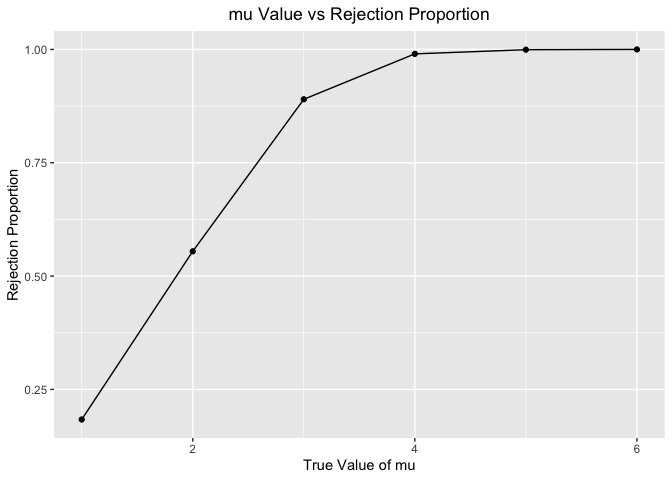 mu Value vs Rejection Proportion
1.00
0.75
0.50
0.25
Rejection Proportion
2 4 6
True Value of mu